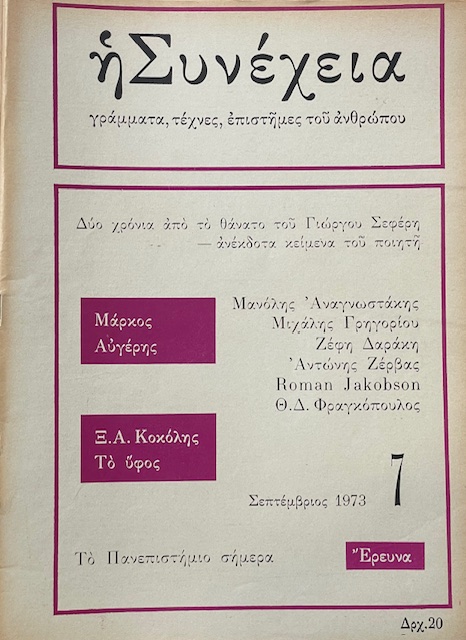 ἡ Συνέχεια
γράμματα, τέχνες, ἐπιστῆμες τοῦ ἀνθρώπου
Δύο χρόνια ἀπὸ τὸ θάνατο τοῦ Γιώργου Σεφέρη
— ἀνέκδοτα κείμενα τοῦ ποιητῆ
Μάρκος
Αὐγέρης
Μανόλης Ἀναγνωστάκης
Μιχάλης Γρηγορίου
Ζέφη Δαράκη
Ἀντώνης Ζέρβας
Roman Jakobson
Θ.Δ. Φραγκόπουλος
Ξ.Α. Κοκόλης
Τὸ ὕφος
7
Σεπτέμβριος 1973
Τὸ Πανεπιστήμιο σήμερα
Ἔρευνα
Δρχ.20